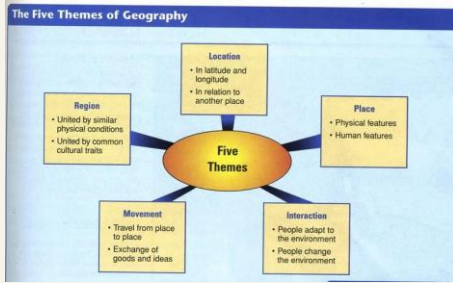 The Five Themes of Geography
Location
• In latitude and
longitude
• In relation to
another place
Region
• United by similar
physical conditions
• United by common
cultural traits
Place
• Physical features
• Human features
Five
Themes
Movement
• Travel from place
to place
• Exchange of
goods and ideas
Interaction
• People adapt to
the environment
• People change
the environment